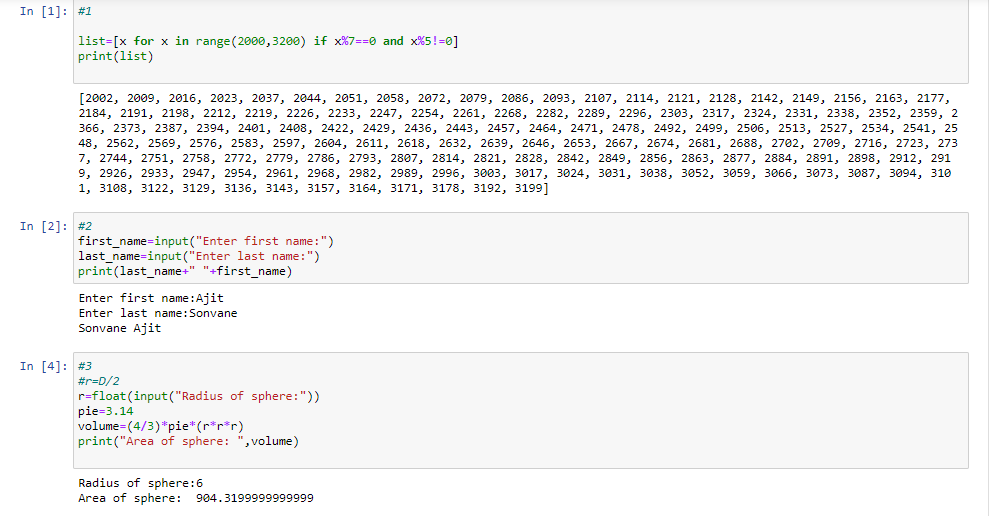 In [1]: #1
list=[x for x in range(2000,3200) if x%7==0 and x%5!=0]
print(list)
[2002, 2009, 2016, 2023, 2037, 2044, 2051, 2058, 2072, 2079, 2086, 2093, 2107, 2114, 2121, 2128, 2142, 2149, 2156, 2163, 2177,
2184, 2191, 2198, 2212, 2219, 2226, 2233, 2247, 2254, 2261, 2268, 2282, 2289, 2296, 2303, 2317, 2324, 2331, 2338, 2352, 2359, 2
366, 2373, 2387, 2394, 2401, 2408, 2422, 2429, 2436, 2443, 2457, 2464, 2471, 2478, 2492, 2499, 2506, 2513, 2527, 2534, 2541, 25
48, 2562, 2569, 2576, 2583, 2597, 2604, 2611, 2618, 2632, 2639, 2646, 2653, 2667, 2674, 2681, 2688, 2702, 2709, 2716, 2723, 273
7, 2744, 2751, 2758, 2772, 2779, 2786, 2793, 2807, 2814, 2821, 2828, 2842, 2849, 2856, 2863, 2877, 2884, 2891, 2898, 2912, 291
9, 2926, 2933, 2947, 2954, 2961, 2968, 2982, 2989, 2996, 3003, 3017, 3024, 3031, 3038, 3052, 3059, 3066, 3073, 3087, 3094, 310
1, 3108, 3122, 3129, 3136, 3143, 3157, 3164, 3171, 3178, 3192, 3199]
In [2]: #2
first_name=input("Enter first name:")
last_name=input("Enter last name:")
print(last_name+" "+first_name)
Enter first name:Ajit
Enter last name:Sonvane
Sonvane Ajit
In [4]: #3
#r=D/2
r=float(input("Radius of sphere:"))
pie=3.14
volume=(4/3)*pie*(r*r*r)
print("Area of sphere: ",volume)
Radius of sphere:6
Area of sphere:  904.3199999999999